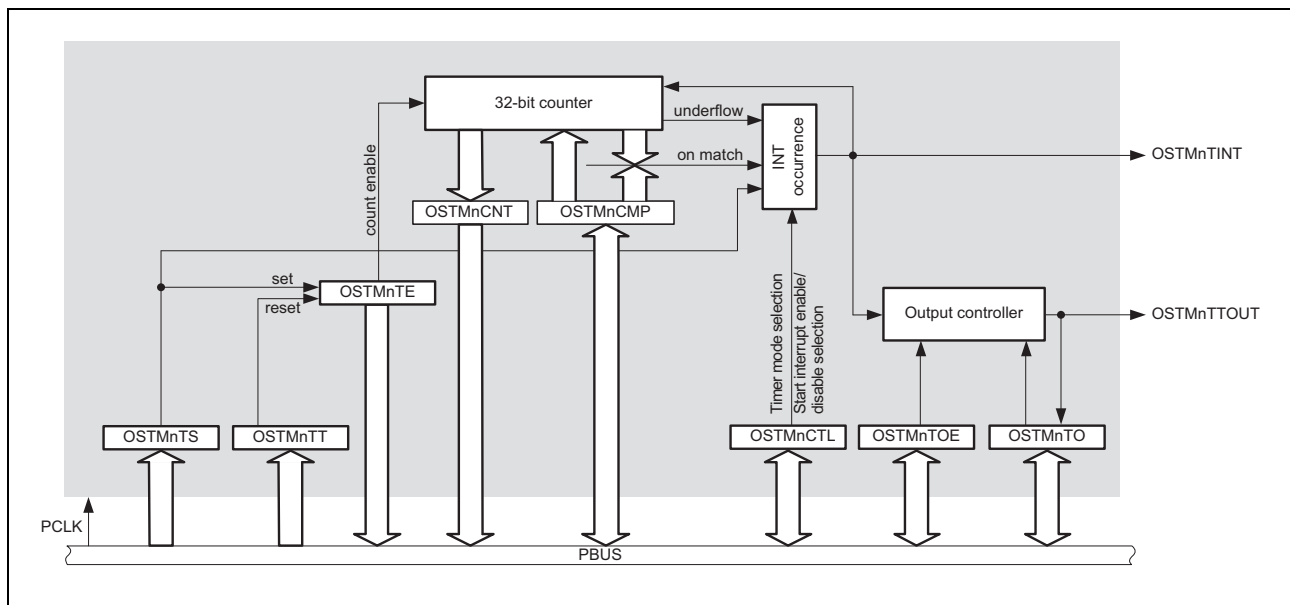 32-bit counter
underflow
on match
INT
occurrence
OSTMnTINT
count enable
OSTMnCNT
OSTMnCMP
set
reset
OSTMnTE
Timer mode selection
Start interrupt enable/
disable selection
Output controller
OSTMnTTOUT
OSTMnTS
OSTMnTT
OSTMnCTL
OSTMnTOE
OSTMnTO
PCLK
PBUS